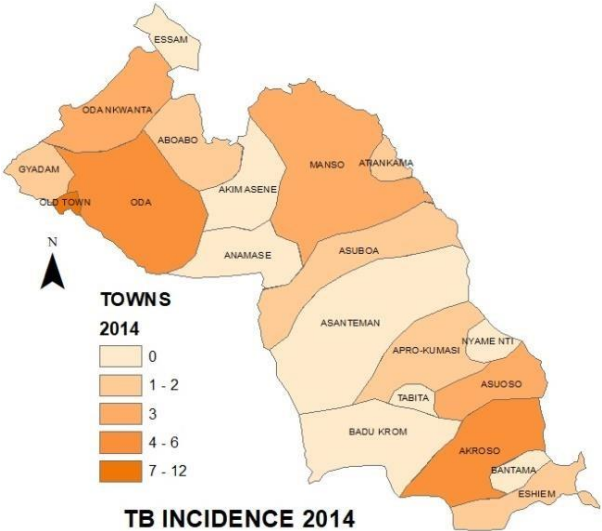 ESSAM
ODA NKWANTA
ABOABO
GYADAM
MANSO
ATIANKAMA
AKIM ASENE
OLD TOWN
ODA
N
ANAMASE
ASUBOA
TOWNS
2014
0
1 - 2
3
4 - 6
7 - 12
ASANTEMAN
NYAME NTI
APRO-KUMASI
ASUOSO
TABITA
BADU KROM
AKROSO
BANTAMA
ESHIEM
TB INCIDENCE 2014